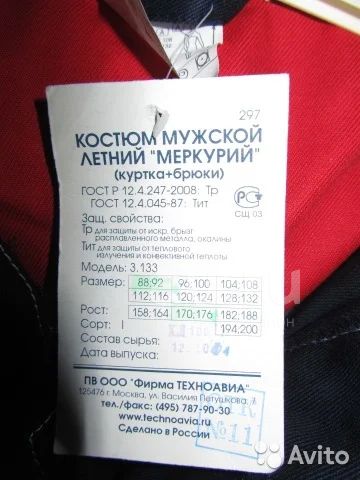 297
КОСТЮМ МУЖСКОЙ
ЛЕТНИЙ "МЕРКУРИЙ"
(куртка+брюки)
ГОСТ Р 12.4.247-2008: Тр
ГОСТ 12.4.045-87: Тит
РС
СЩ 03
Защ. свойства:
Тр для защиты от искр, брызг
расплавленного металла, окалины
Тит для защиты от теплового
излучения и конвективной теплоты
Модель: 3.133
Размер: 88;92 96;100 104;108
112;116 120;124 128;132
Рост: 158;164 170;176 182;188
Сорт: I 194;200
Состав сырья:
Дата выпуска:
ПВ ООО "Фирма ТЕХНОАВИА"
125476 г. Москва, ул. Василия Петушкова, 7
тел./факс: (495) 787-90-30
www.technoavia.ru
Сделано в России
№11
Avito